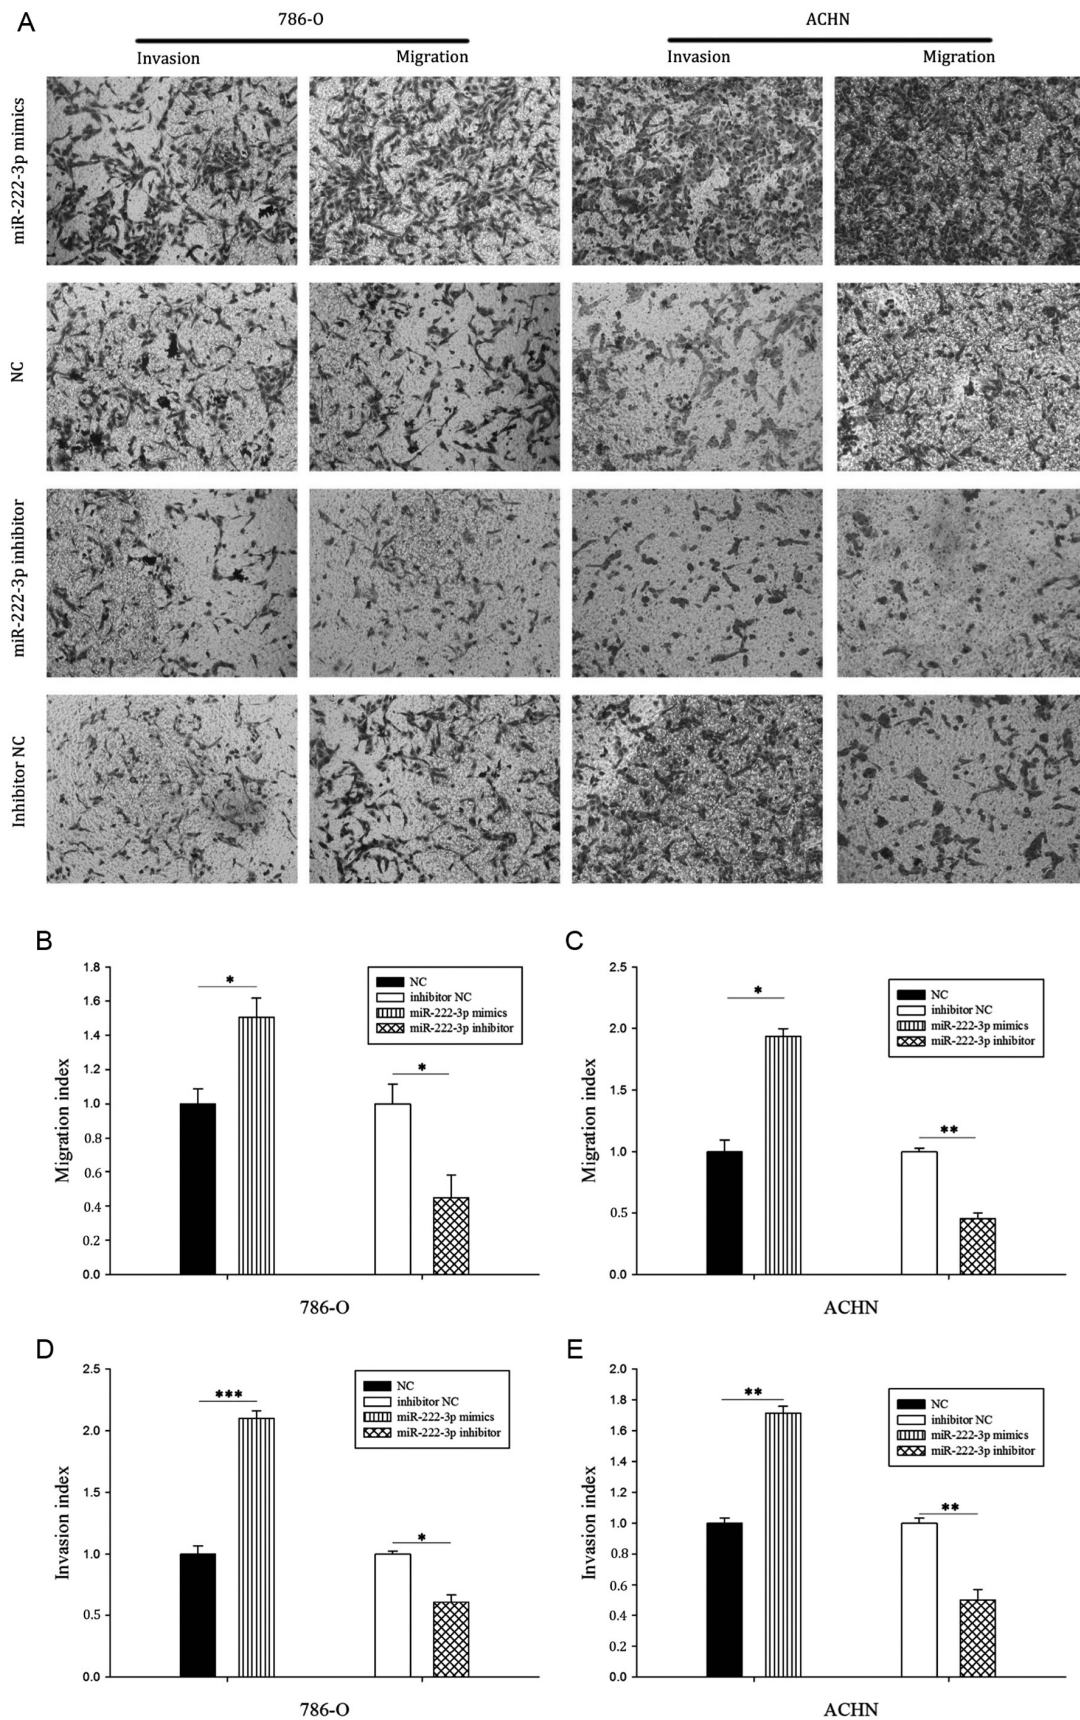 A
786-O
ACHN
Invasion
Migration
Invasion
Migration
miR-222-3p mimics
NC
miR-222-3p inhibitor
Inhibitor NC
B
1.8
1.6
1.4
1.2
1.0
0.8
0.6
0.4
0.2
0.0
Migration index
*
*
NC
inhibitor NC
miR-222-3p mimics
miR-222-3p inhibitor
786-O
C
2.5
2.0
1.5
1.0
0.5
0.0
Migration index
*
**
NC
inhibitor NC
miR-222-3p mimics
miR-222-3p inhibitor
ACHN
D
2.5
2.0
1.5
1.0
0.5
0.0
Invasion index
***
*
NC
inhibitor NC
miR-222-3p mimics
miR-222-3p inhibitor
786-O
E
2.0
1.8
1.6
1.4
1.2
1.0
0.8
0.6
0.4
0.2
0.0
Invasion index
**
**
NC
inhibitor NC
miR-222-3p mimics
miR-222-3p inhibitor
ACHN